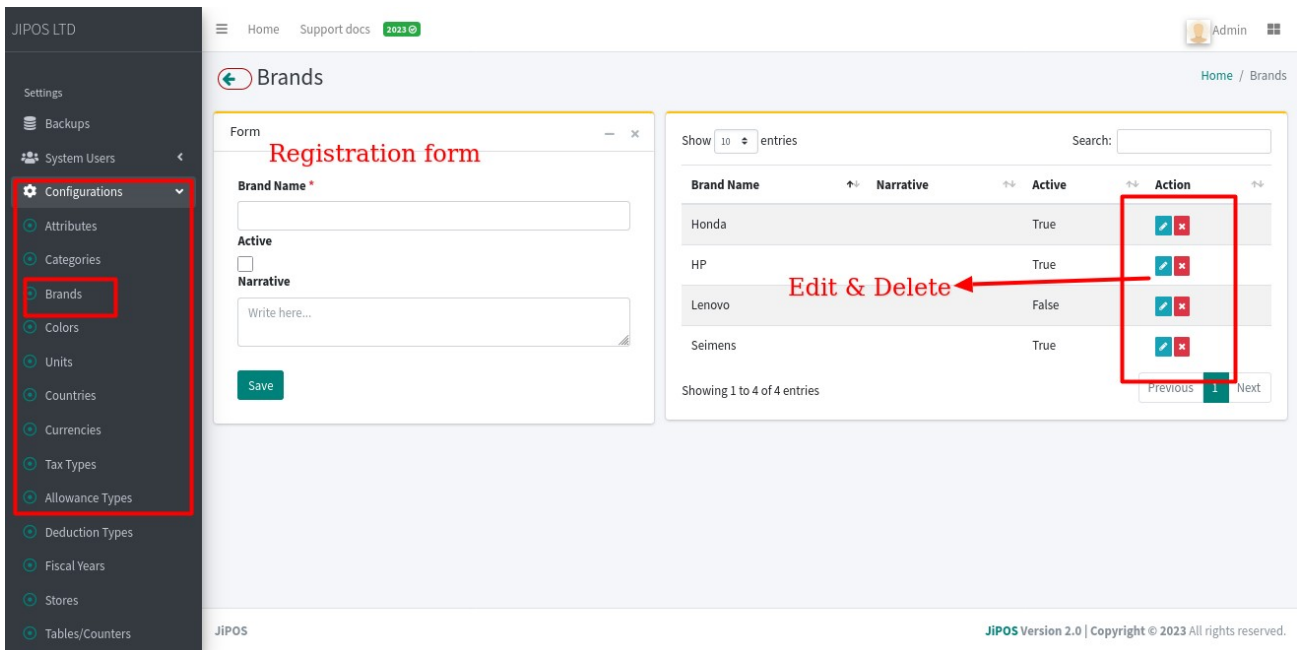 JIPOS LTD
Home Support docs 2023
Admin
Brands
Home / Brands
Settings
Backups
System Users
Configurations
Attributes
Categories
Brands
Colors
Units
Countries
Currencies
Tax Types
Allowance Types
Deduction Types
Fiscal Years
Stores
Tables/Counters
Form
Registration form
Brand Name *
Active
Narrative
Write here...
Save
Show 10 entries
Search:
Brand Name Narrative Active Action
Honda True
HP True
Edit & Delete
Lenovo False
Seimens True
Showing 1 to 4 of 4 entries
Previous 1 Next
JiPOS
JiPOS Version 2.0 | Copyright © 2023 All rights reserved.